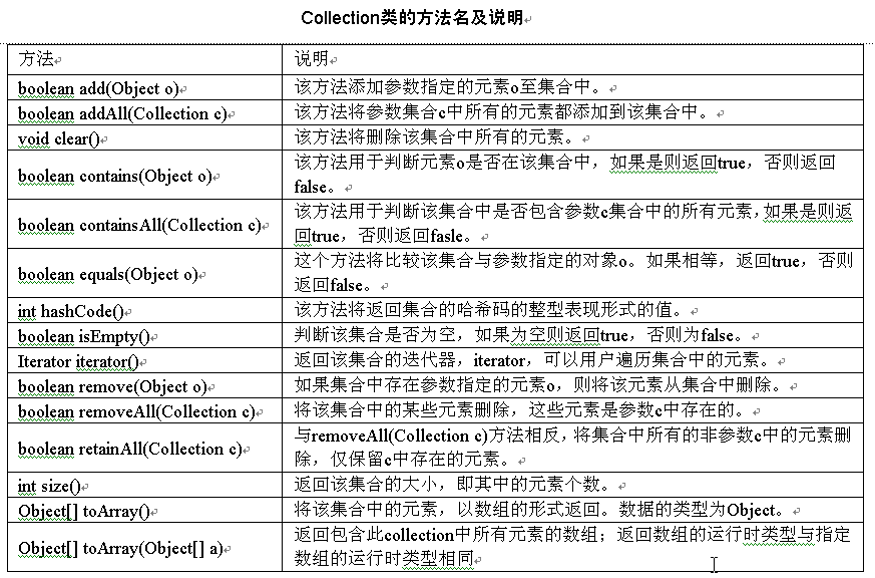 Collection类的方法名及说明
方法
说明
boolean add(Object o)
该方法添加参数指定的元素o至集合中。
boolean addAll(Collection c)
该方法将参数集合c中所有的元素都添加到该集合中。
void clear()
该方法将删除该集合中所有的元素。
boolean contains(Object o)
该方法用于判断元素o是否在该集合中，如果是则返回true，否则返回
false。
boolean containsAll(Collection c)
该方法用于判断该集合中是否包含参数c集合中的所有元素，如果是则返
回true，否则返回fasle。
boolean equals(Object o)
这个方法将比较该集合与参数指定的对象o。如果相等，返回true，否则
返回false。
int hashCode()
该方法将返回集合的哈希码的整型表现形式的值。
boolean isEmpty()
判断该集合是否为空，如果为空则返回true，否则为false。
Iterator iterator()
返回该集合的迭代器，iterator，可以用户遍历集合中的元素。
boolean remove(Object o)
如果集合中存在参数指定的元素o，则将该元素从集合中删除。
boolean removeAll(Collection c)
将该集合中的某些元素删除，这些元素是参数c中存在的。
boolean retainAll(Collection c)
与removeAll(Collection c)方法相反，将集合中所有的非参数c中的元素删
除，仅保留c中存在的元素。
int size()
返回该集合的大小，即其中的元素个数。
Object[] toArray()
将该集合中的元素，以数组的形式返回。数据的类型为Object。
Object[] toArray(Object[] a)
返回包含此collection中所有元素的数组；返回数组的运行时类型与指定
数组的运行时类型相同